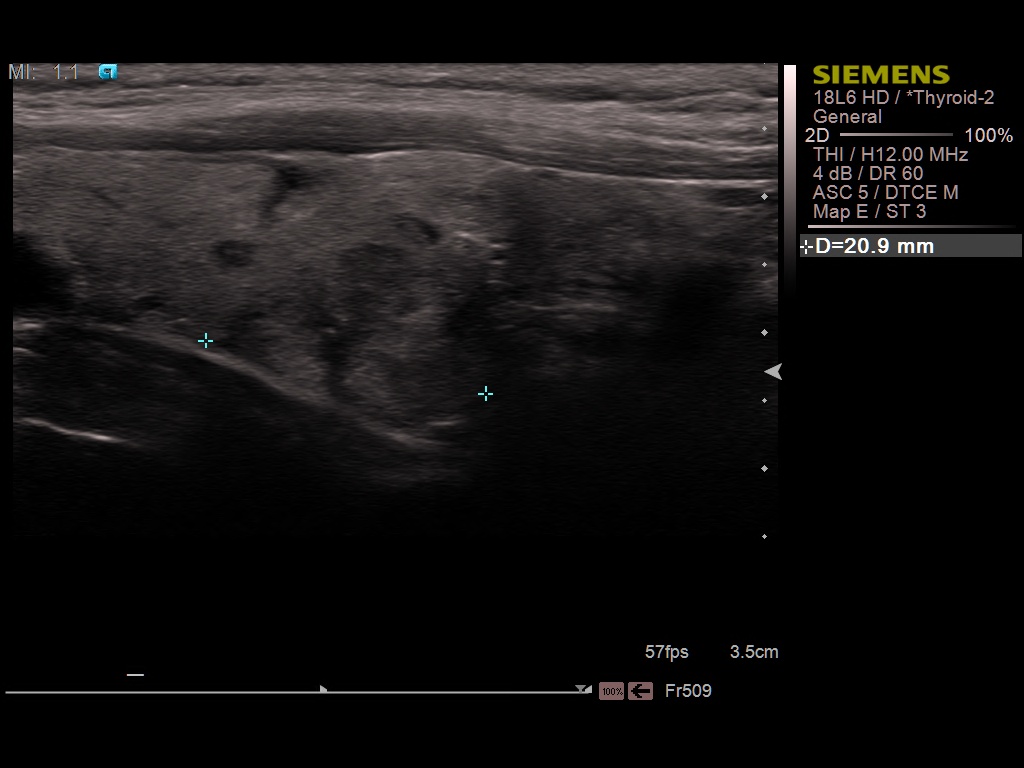 MI: 1.1
SIEMENS
18L6 HD / *Thyroid-2
General
2D 100%
THI / H12.00 MHz
4 dB / DR 60
ASC 5 / DTCE M
Map E / ST 3
D=20.9 mm
57fps 3.5cm
100% Fr509